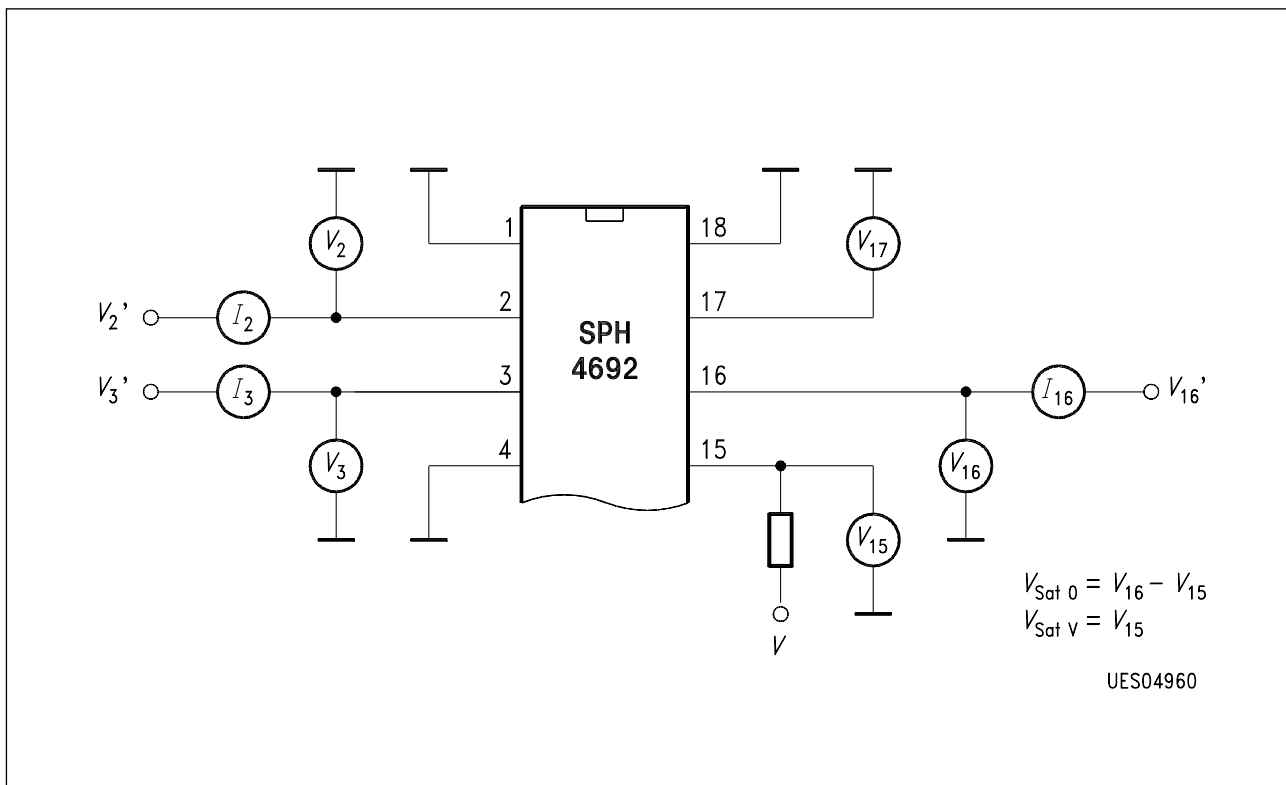 1
18
V2
V17
V2'
I2
2
17
SPH
4692
V3'
I3
3
16
I16
V16'
V3
4
15
V16
V15
V
VSat 0 = V16 – V15
VSat V = V15
UES04960